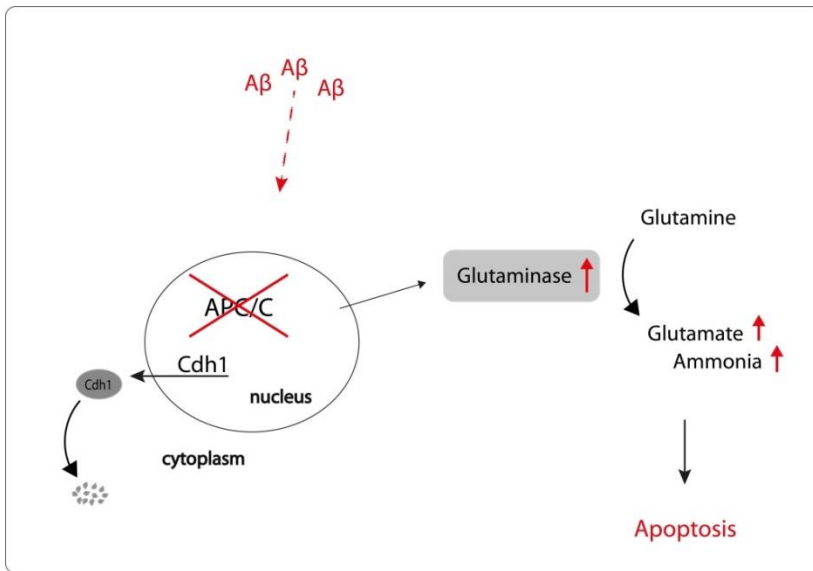 Aβ Aβ Aβ
Glutamine
Glutaminase
APC/C
Glutamate
Ammonia
Cdh1
Cdh1
nucleus
cytoplasm
Apoptosis